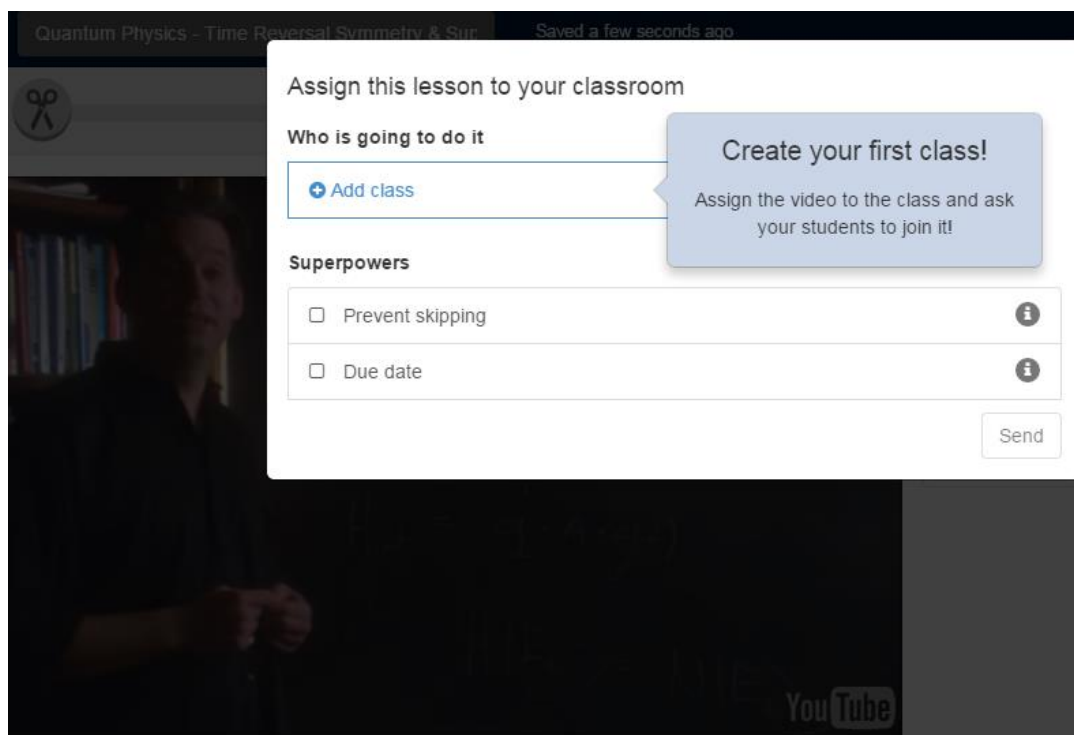 Quantum Physics - Time Reversal Symmetry & Sup
Saved a few seconds ago
Assign this lesson to your classroom
Who is going to do it
Add class
Create your first class!
Assign the video to the class and ask
your students to join it!
Superpowers
Prevent skipping
Due date
Send
YouTube